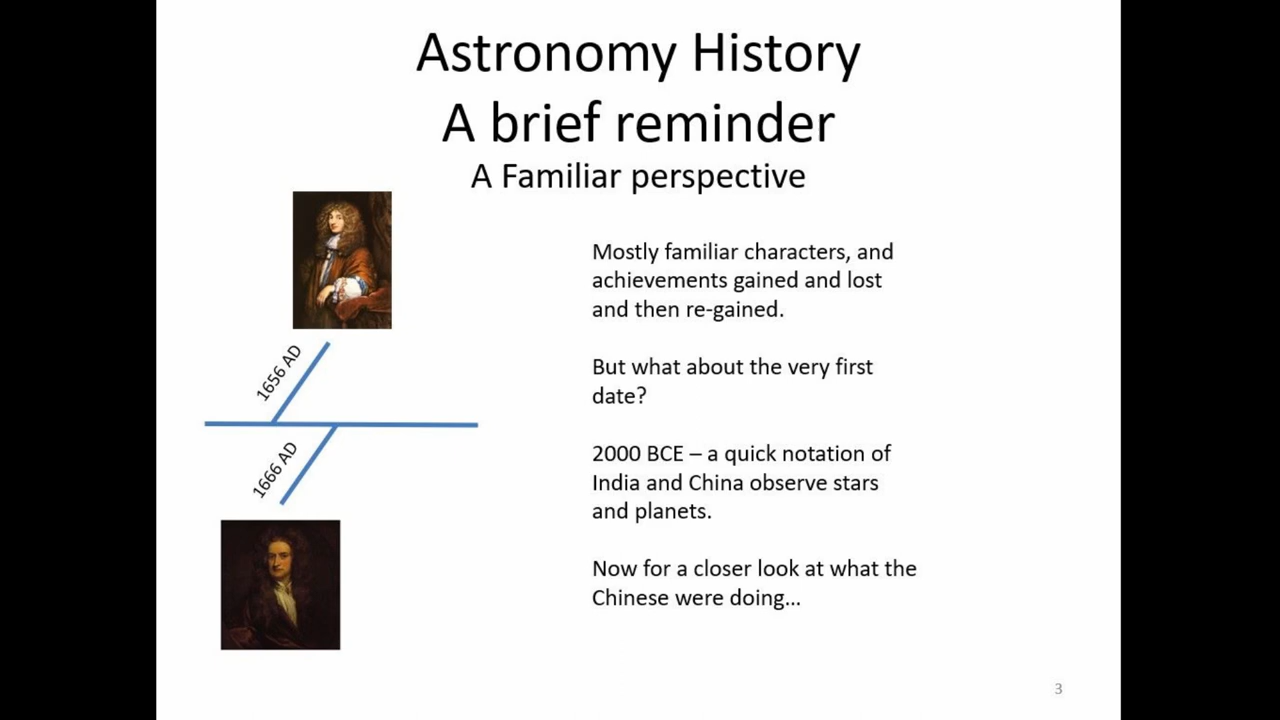 Astronomy History
A brief reminder
A Familiar perspective
1656 AD
1666 AD
Mostly familiar characters, and
achievements gained and lost
and then re-gained.
But what about the very first
date?
2000 BCE – a quick notation of
India and China observe stars
and planets.
Now for a closer look at what the
Chinese were doing…
3